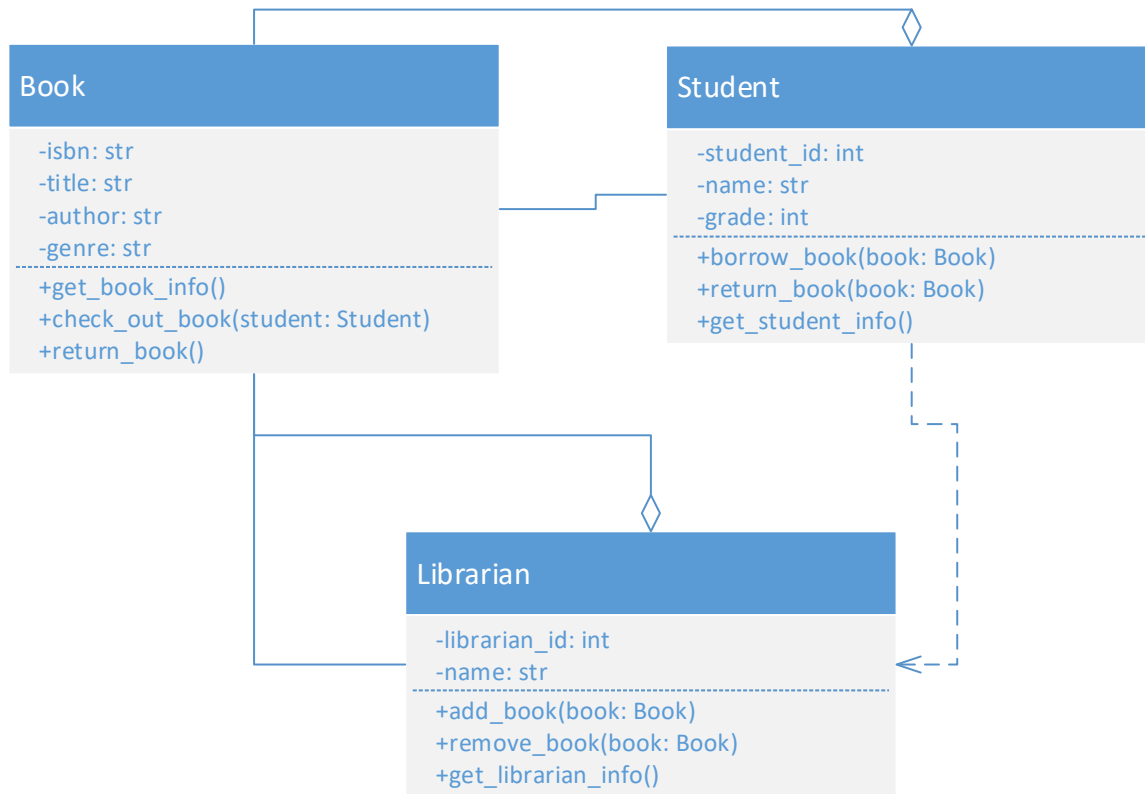 Book
-isbn: str
-title: str
-author: str
-genre: str
+get_book_info()
+check_out_book(student: Student)
+return_book()
Student
-student_id: int
-name: str
-grade: int
+borrow_book(book: Book)
+return_book(book: Book)
+get_student_info()
Librarian
-librarian_id: int
-name: str
+add_book(book: Book)
+remove_book(book: Book)
+get_librarian_info()